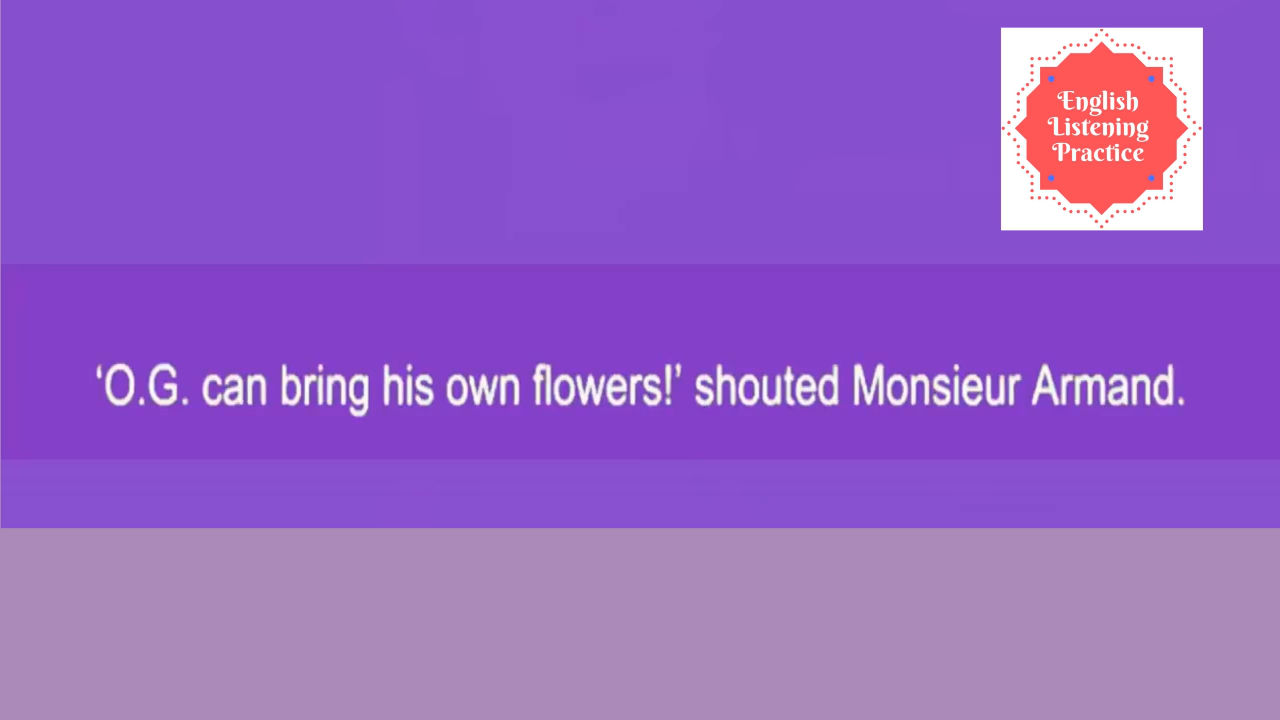 English
Listening
Practice
‘O.G. can bring his own flowers!’ shouted Monsieur Armand.